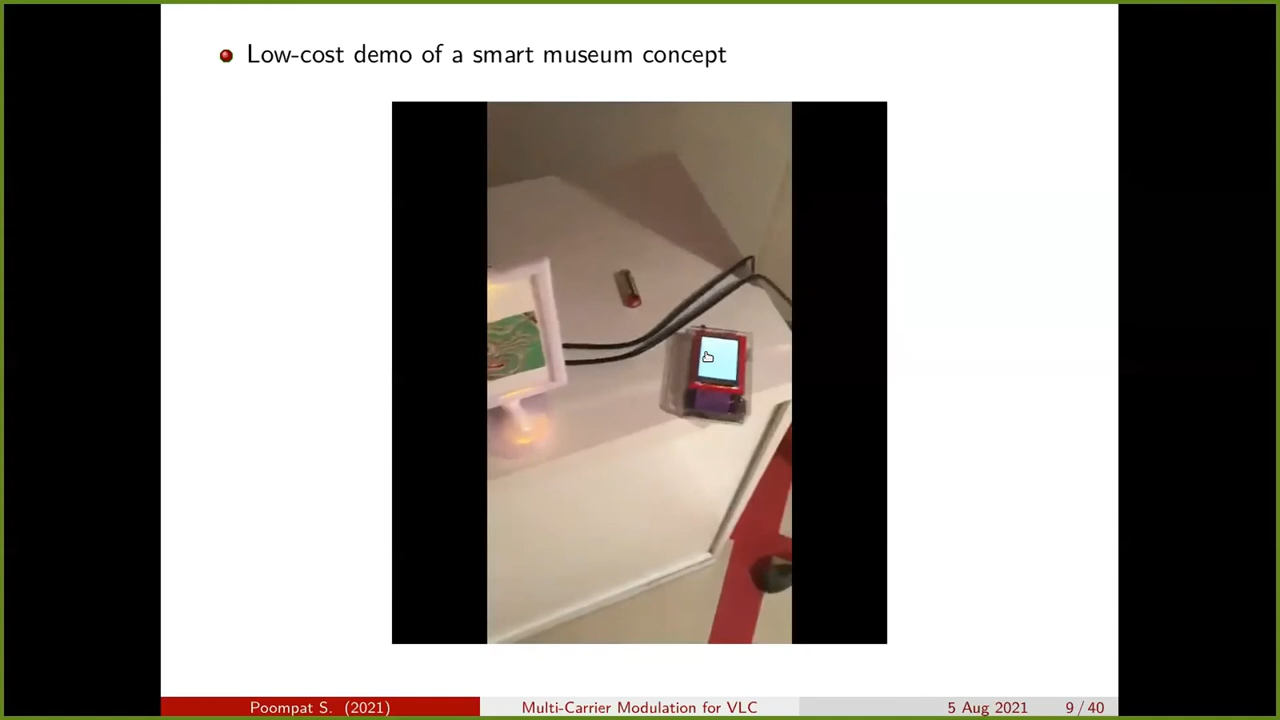 Low-cost demo of a smart museum concept
Poompat S. (2021)
Multi-Carrier Modulation for VLC
5 Aug 2021
9 / 40